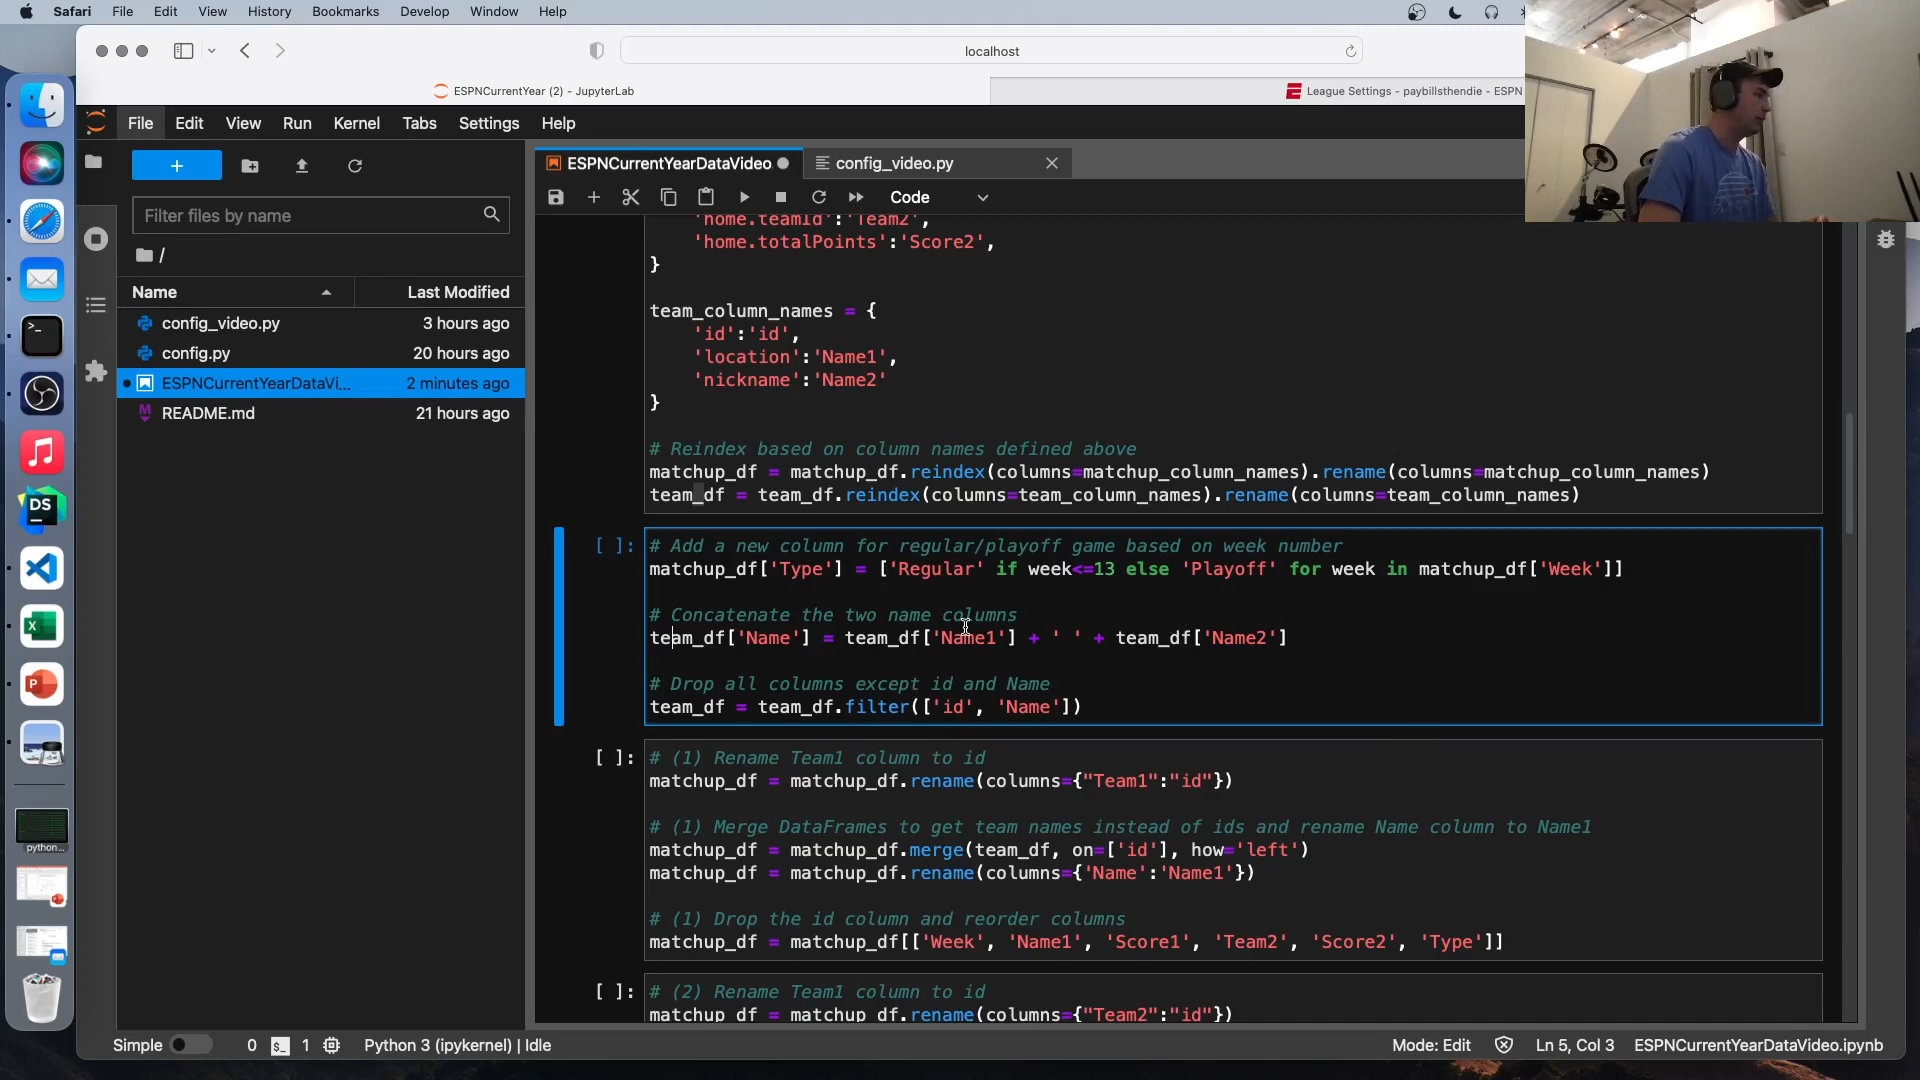 Safari File Edit View History Bookmarks Develop Window Help
localhost
ESPNCurrentYear (2) - JupyterLab
League Settings - paybillsthendie - ESPN
File Edit View Run Kernel Tabs Settings Help
+
ESPNCurrentYearDataVideo
config_video.py
Code
Filter files by name
/
Name Last Modified
config_video.py 3 hours ago
config.py 20 hours ago
ESPNCurrentYearDataVi... 2 minutes ago
README.md 21 hours ago
'home.teamId':'Team2',
'home.totalPoints':'Score2',
}
team_column_names = {
'id':'id',
'location':'Name1',
'nickname':'Name2'
}
# Reindex based on column names defined above
matchup_df = matchup_df.reindex(columns=matchup_column_names).rename(columns=matchup_column_names)
team_df = team_df.reindex(columns=team_column_names).rename(columns=team_column_names)
[ ]: # Add a new column for regular/playoff game based on week number
matchup_df['Type'] = ['Regular' if week<=13 else 'Playoff' for week in matchup_df['Week']]
# Concatenate the two name columns
team_df['Name'] = team_df['Name1'] + ' ' + team_df['Name2']
# Drop all columns except id and Name
team_df = team_df.filter(['id', 'Name'])
[ ]: # (1) Rename Team1 column to id
matchup_df = matchup_df.rename(columns={"Team1":"id"})
# (1) Merge DataFrames to get team names instead of ids and rename Name column to Name1
matchup_df = matchup_df.merge(team_df, on=['id'], how='left')
matchup_df = matchup_df.rename(columns={'Name':'Name1'})
# (1) Drop the id column and reorder columns
matchup_df = matchup_df[['Week', 'Name1', 'Score1', 'Team2', 'Score2', 'Type']]
[ ]: # (2) Rename Team1 column to id
matchup_df = matchup_df.rename(columns={"Team2":"id"})
DS
python...
Simple 0 $_ 1 Python 3 (ipykernel) | Idle
Mode: Edit Ln 5, Col 3 ESPNCurrentYearDataVideo.ipynb